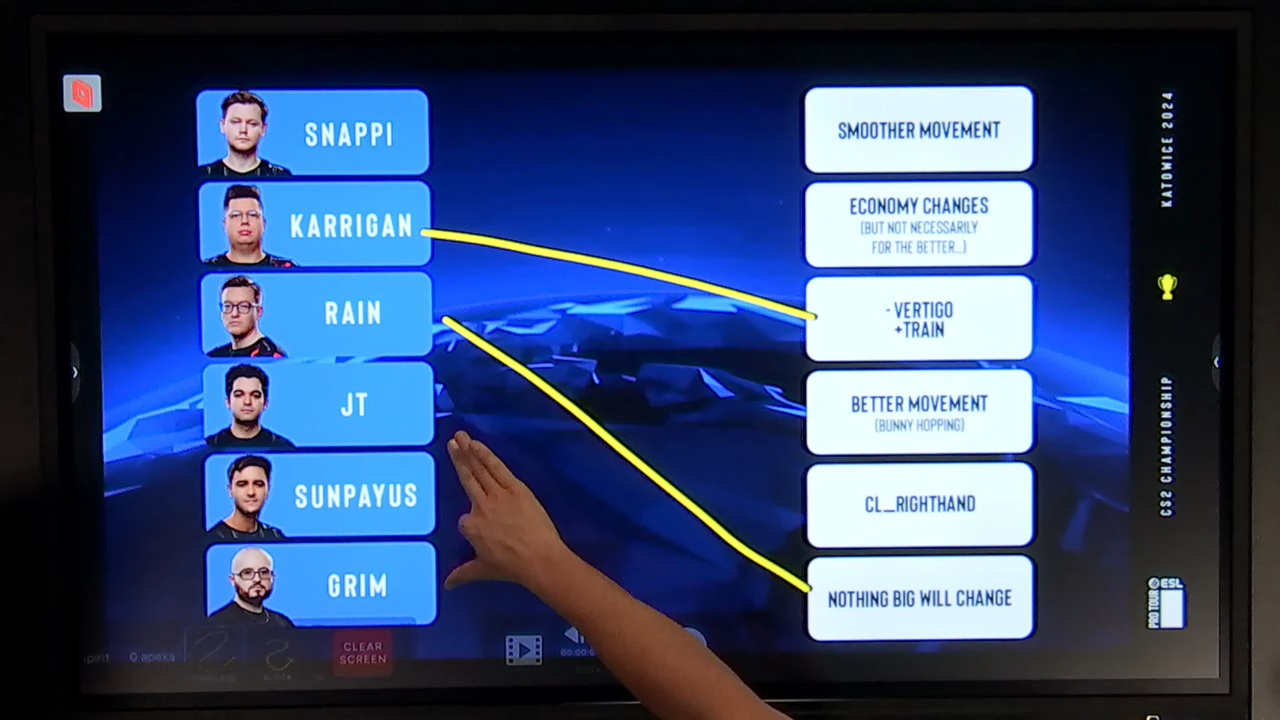 SNAPPI
KARRIGAN
RAIN
JT
SUNPAYUS
GRIM
SMOOTHER MOVEMENT
ECONOMY CHANGES
(BUT NOT NECESSARILY
FOR THE BETTER...)
- VERTIGO
+TRAIN
BETTER MOVEMENT
(BUNNY HOPPING)
CL_RIGHTHAND
NOTHING BIG WILL CHANGE
KATOWICE 2024
CS2 CHAMPIONSHIP
ESL
PRO TOUR
0 apexs
CLEAR
SCREEN